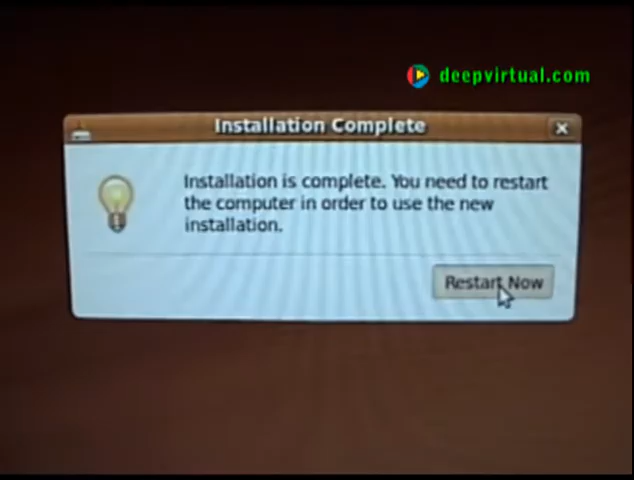 deepvirtual.com
Installation Complete
Installation is complete. You need to restart
the computer in order to use the new
installation.
Restart Now